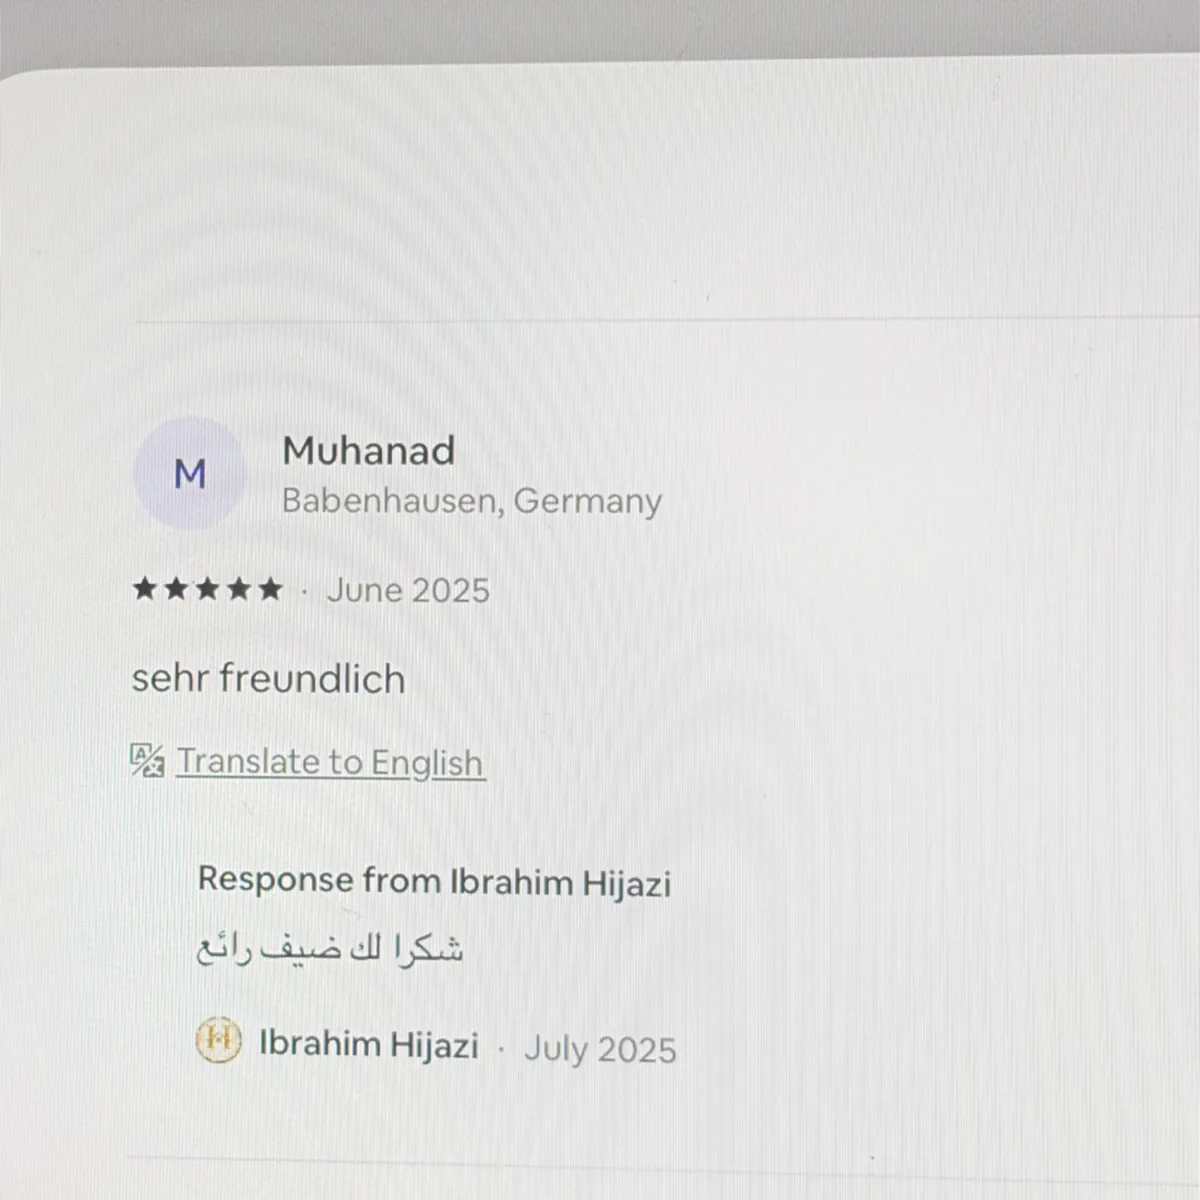 M
Muhanad
Babenhausen, Germany
★★★★★ · June 2025
sehr freundlich
Translate to English
Response from Ibrahim Hijazi
شكرا لك ضيف رائع
H
Ibrahim Hijazi · July 2025